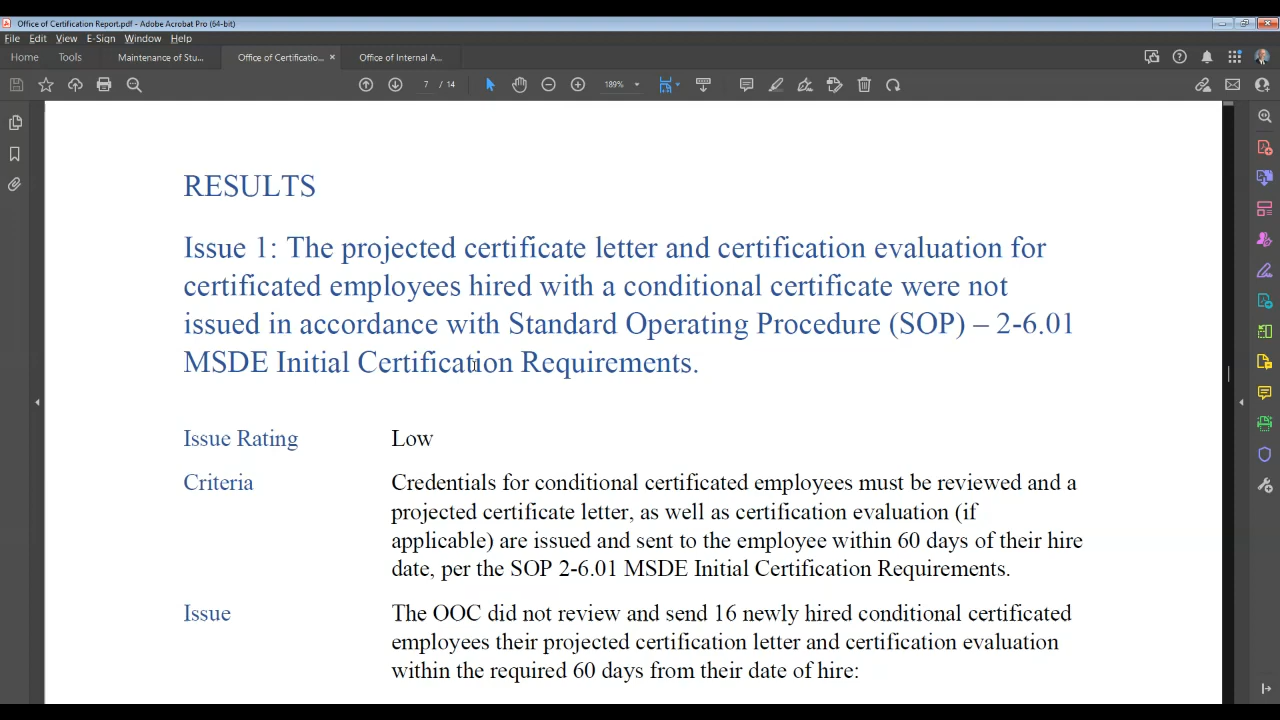 Office of Certification Report.pdf - Adobe Acrobat Pro (64-bit)
File Edit View E-Sign Window Help
Home Tools Maintenance of Stu... Office of Certificatio... × Office of Internal A...
7 / 14 189%
RESULTS
Issue 1: The projected certificate letter and certification evaluation for
certificated employees hired with a conditional certificate were not
issued in accordance with Standard Operating Procedure (SOP) – 2-6.01
MSDE Initial Certification Requirements.
Issue Rating Low
Criteria Credentials for conditional certificated employees must be reviewed and a
projected certificate letter, as well as certification evaluation (if
applicable) are issued and sent to the employee within 60 days of their hire
date, per the SOP 2-6.01 MSDE Initial Certification Requirements.
Issue The OOC did not review and send 16 newly hired conditional certificated
employees their projected certification letter and certification evaluation
within the required 60 days from their date of hire: